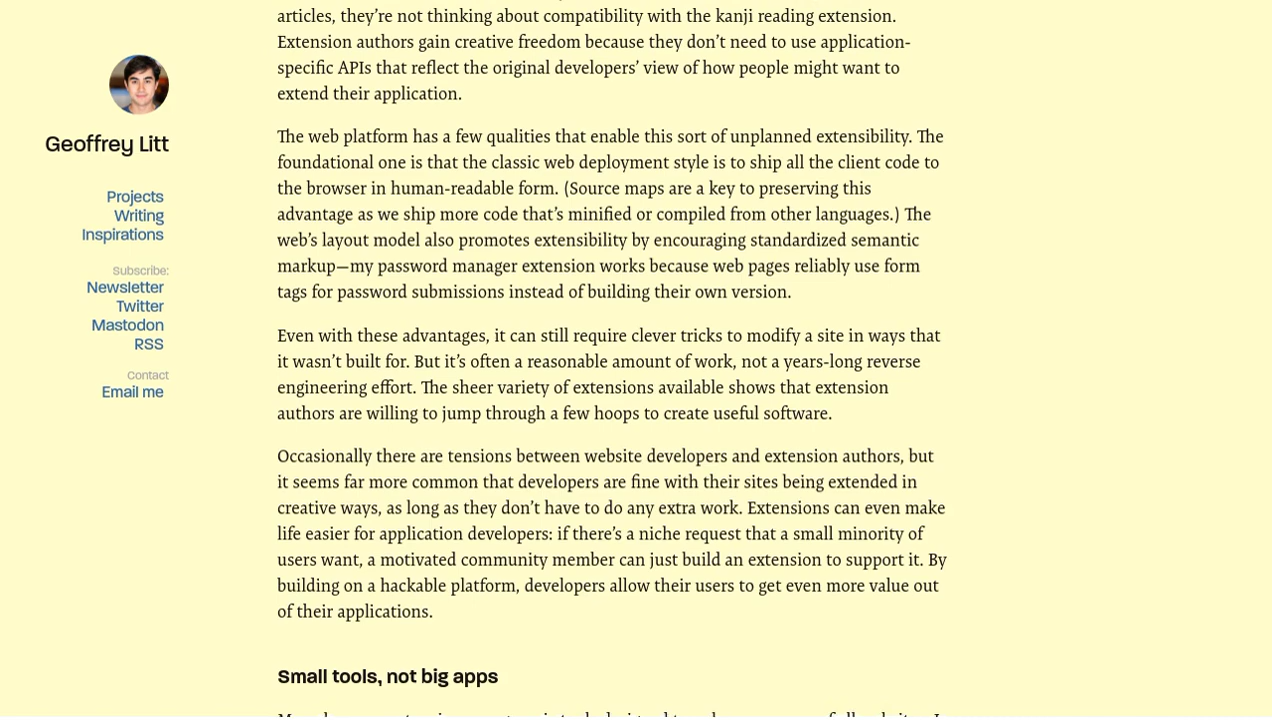 Geoffrey Litt
Projects
Writing
Inspirations
Subscribe:
Newsletter
Twitter
Mastodon
RSS
Contact
Email me
articles, they’re not thinking about compatibility with the kanji reading extension.
Extension authors gain creative freedom because they don’t need to use application-
specific APIs that reflect the original developers’ view of how people might want to
extend their application.
The web platform has a few qualities that enable this sort of unplanned extensibility. The
foundational one is that the classic web deployment style is to ship all the client code to
the browser in human-readable form. (Source maps are a key to preserving this
advantage as we ship more code that’s minified or compiled from other languages.) The
web’s layout model also promotes extensibility by encouraging standardized semantic
markup—my password manager extension works because web pages reliably use form
tags for password submissions instead of building their own version.
Even with these advantages, it can still require clever tricks to modify a site in ways that
it wasn’t built for. But it’s often a reasonable amount of work, not a years-long reverse
engineering effort. The sheer variety of extensions available shows that extension
authors are willing to jump through a few hoops to create useful software.
Occasionally there are tensions between website developers and extension authors, but
it seems far more common that developers are fine with their sites being extended in
creative ways, as long as they don’t have to do any extra work. Extensions can even make
life easier for application developers: if there’s a niche request that a small minority of
users want, a motivated community member can just build an extension to support it. By
building on a hackable platform, developers allow their users to get even more value out
of their applications.
Small tools, not big apps